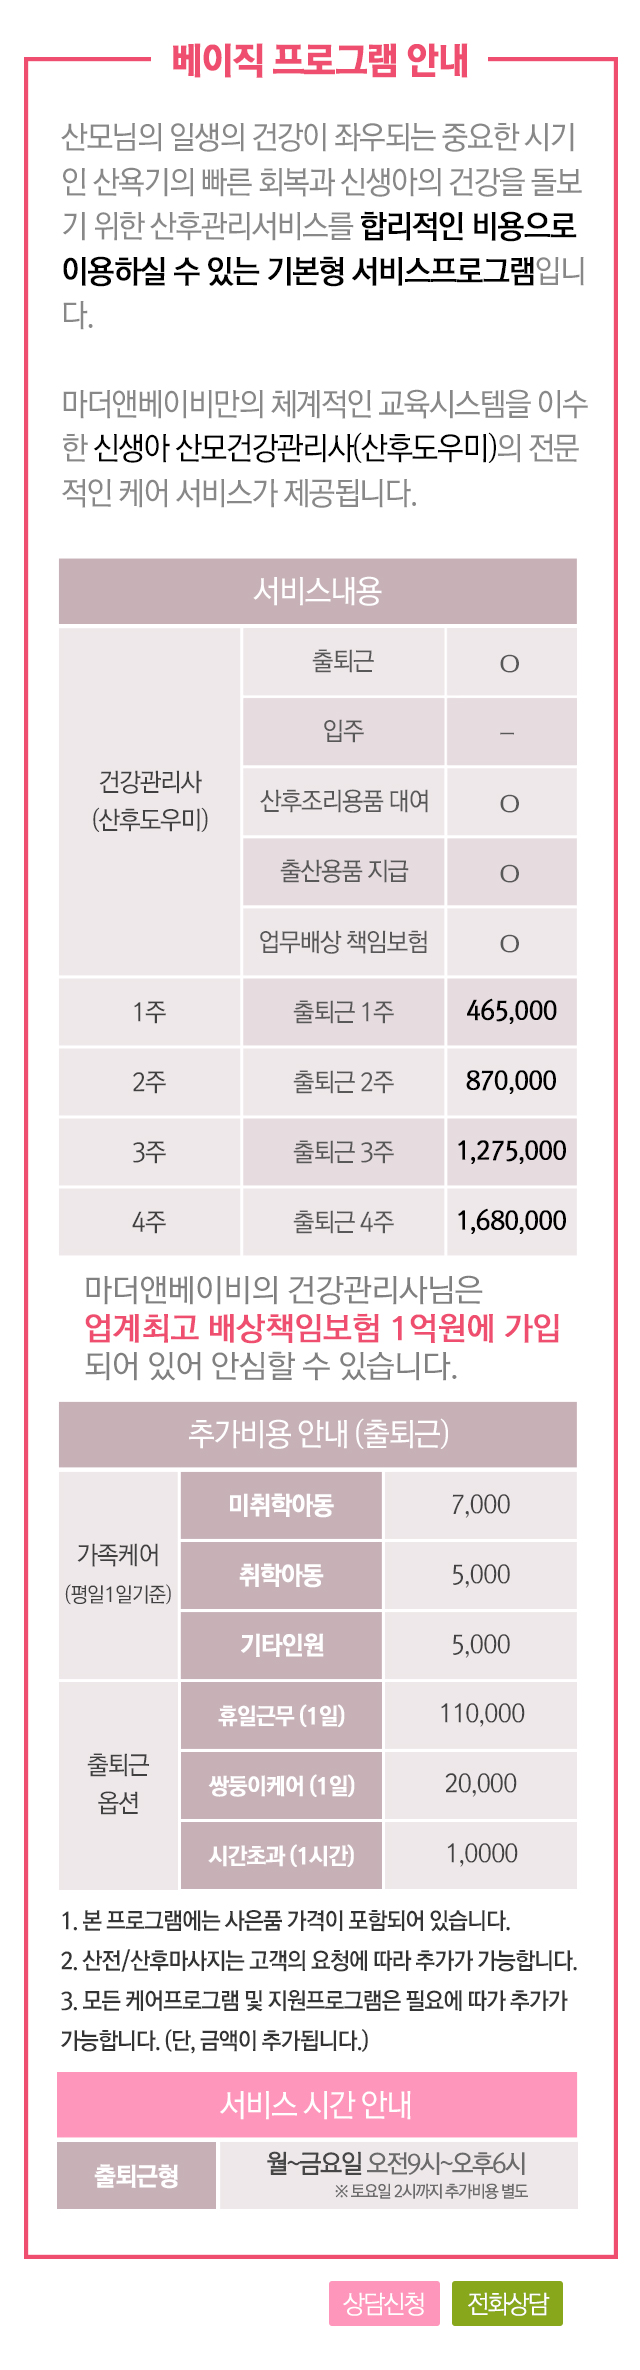 베이직 프로그램 안내
산모님의 일생의 건강이 좌우되는 중요한 시기
인 산욕기의 빠른 회복과 신생아의 건강을 돌보
기 위한 산후관리서비스를 합리적인 비용으로
이용하실 수 있는 기본형 서비스프로그램입니
다.
마더앤베이비만의 체계적인 교육시스템을 이수
한 신생아 산모건강관리사(산후도우미)의 전문
적인 케어 서비스가 제공됩니다.
서비스내용
건강관리사
(산후도우미)
출퇴근 O
입주 –
산후조리용품 대여 O
출산용품 지급 O
업무배상 책임보험 O
1주 출퇴근 1주 465,000
2주 출퇴근 2주 870,000
3주 출퇴근 3주 1,275,000
4주 출퇴근 4주 1,680,000
마더앤베이비의 건강관리사님은
업계최고 배상책임보험 1억원에 가입
되어 있어 안심할 수 있습니다.
추가비용 안내 (출퇴근)
가족케어
(평일1일기준)
미취학아동 7,000
취학아동 5,000
기타인원 5,000
출퇴근
옵션
휴일근무 (1일) 110,000
쌍둥이케어 (1일) 20,000
시간초과 (1시간) 1,0000
1. 본 프로그램에는 사은품 가격이 포함되어 있습니다.
2. 산전/산후마사지는 고객의 요청에 따라 추가가 가능합니다.
3. 모든 케어프로그램 및 지원프로그램은 필요에 따가 추가가
가능합니다. (단, 금액이 추가됩니다.)
서비스 시간 안내
출퇴근형 월~금요일 오전9시~오후6시
※ 토요일 2시까지 추가비용 별도
상담신청 전화상담